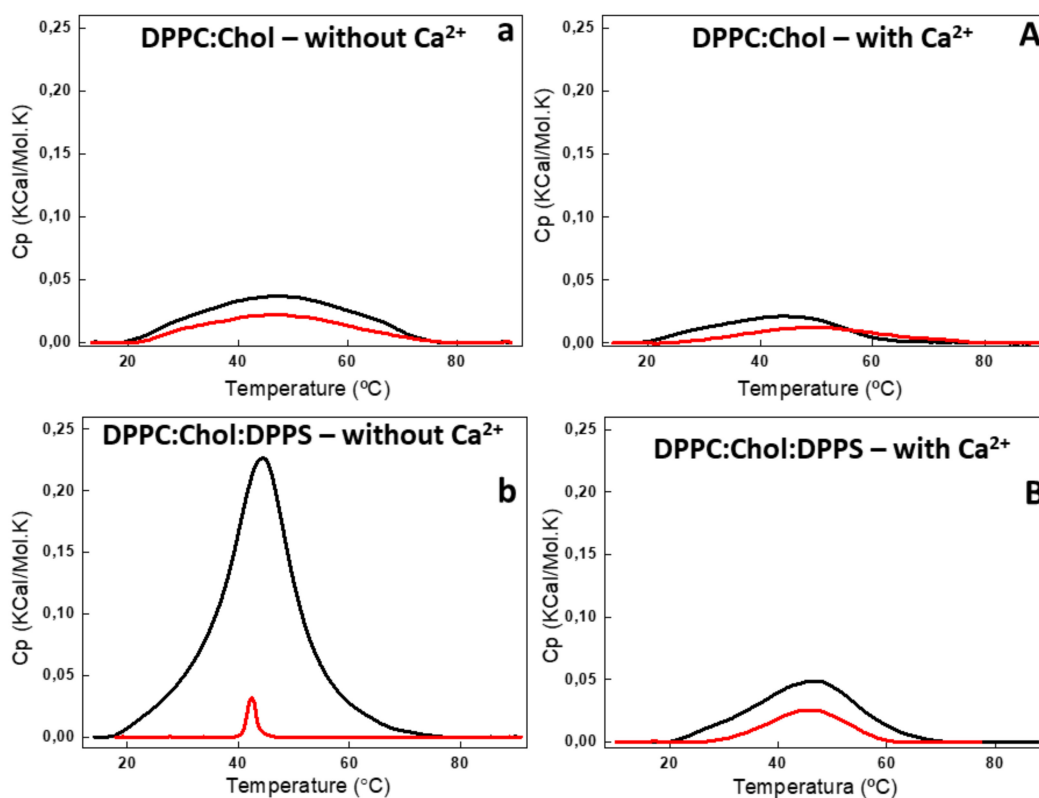 DPPC:Chol – without Ca²⁺ a
0,25
0,20
0,15
0,10
0,05
0,00
20 40 60 80
Temperature (ºC)
Cp (KCal/Mol.K)
DPPC:Chol – with Ca²⁺ A
0,25
0,20
0,15
0,10
0,05
0,00
20 40 60 80
Temperature (ºC)
Cp (KCal/Mol.K)
DPPC:Chol:DPPS – without Ca²⁺
b
0,25
0,20
0,15
0,10
0,05
0,00
20 40 60 80
Temperature (°C)
Cp (KCal/Mol.K)
DPPC:Chol:DPPS – with Ca²⁺
B
0,25
0,20
0,15
0,10
0,05
0,00
20 40 60 80
Temperatura (ºC)
Cp (KCal/Mol.K)